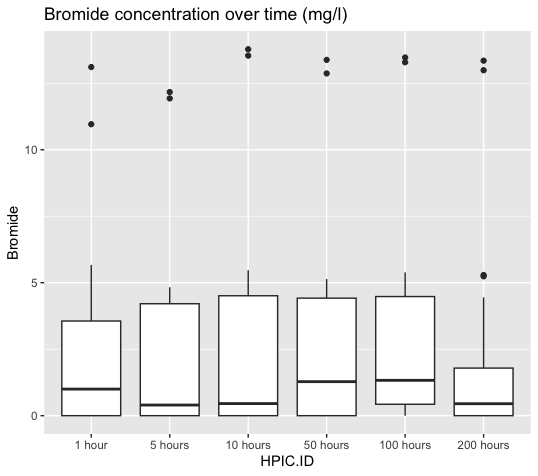 Bromide concentration over time (mg/l)
10
5
0
Bromide
1 hour 5 hours 10 hours 50 hours 100 hours 200 hours
HPIC.ID